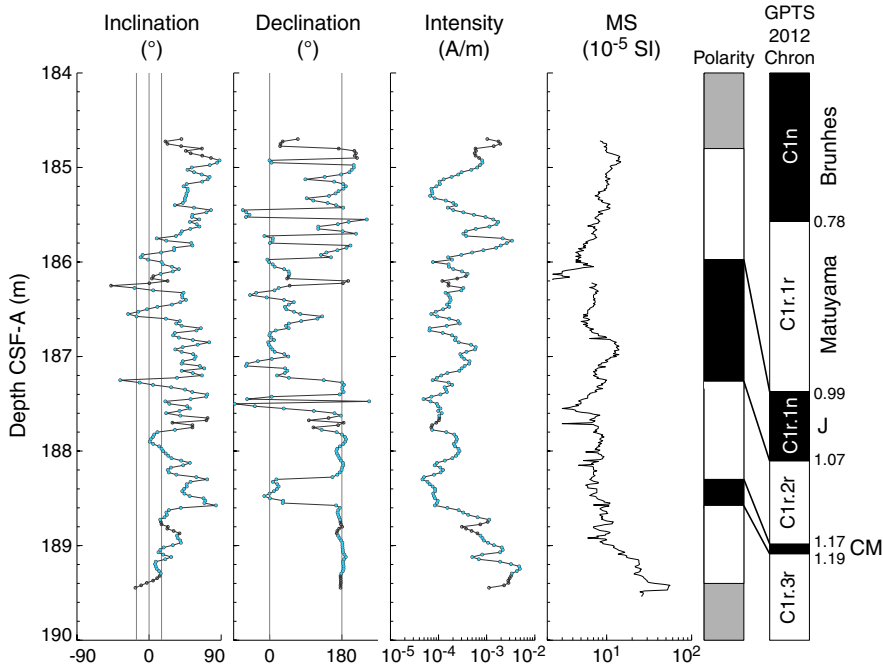 Inclination
(°)
Declination
(°)
Intensity
(A/m)
MS
(10-5 SI)
Polarity
GPTS
2012
Chron
Depth CSF-A (m)
184
185
186
187
188
189
190
-90
0
90
0
180
10-5
10-4
10-3
10-2
101
102
C1n
C1r.1r
C1r.1n
C1r.2r
C1r.3r
Brunhes
Matuyama
0.78
0.99
J
1.07
1.17
1.19
CM